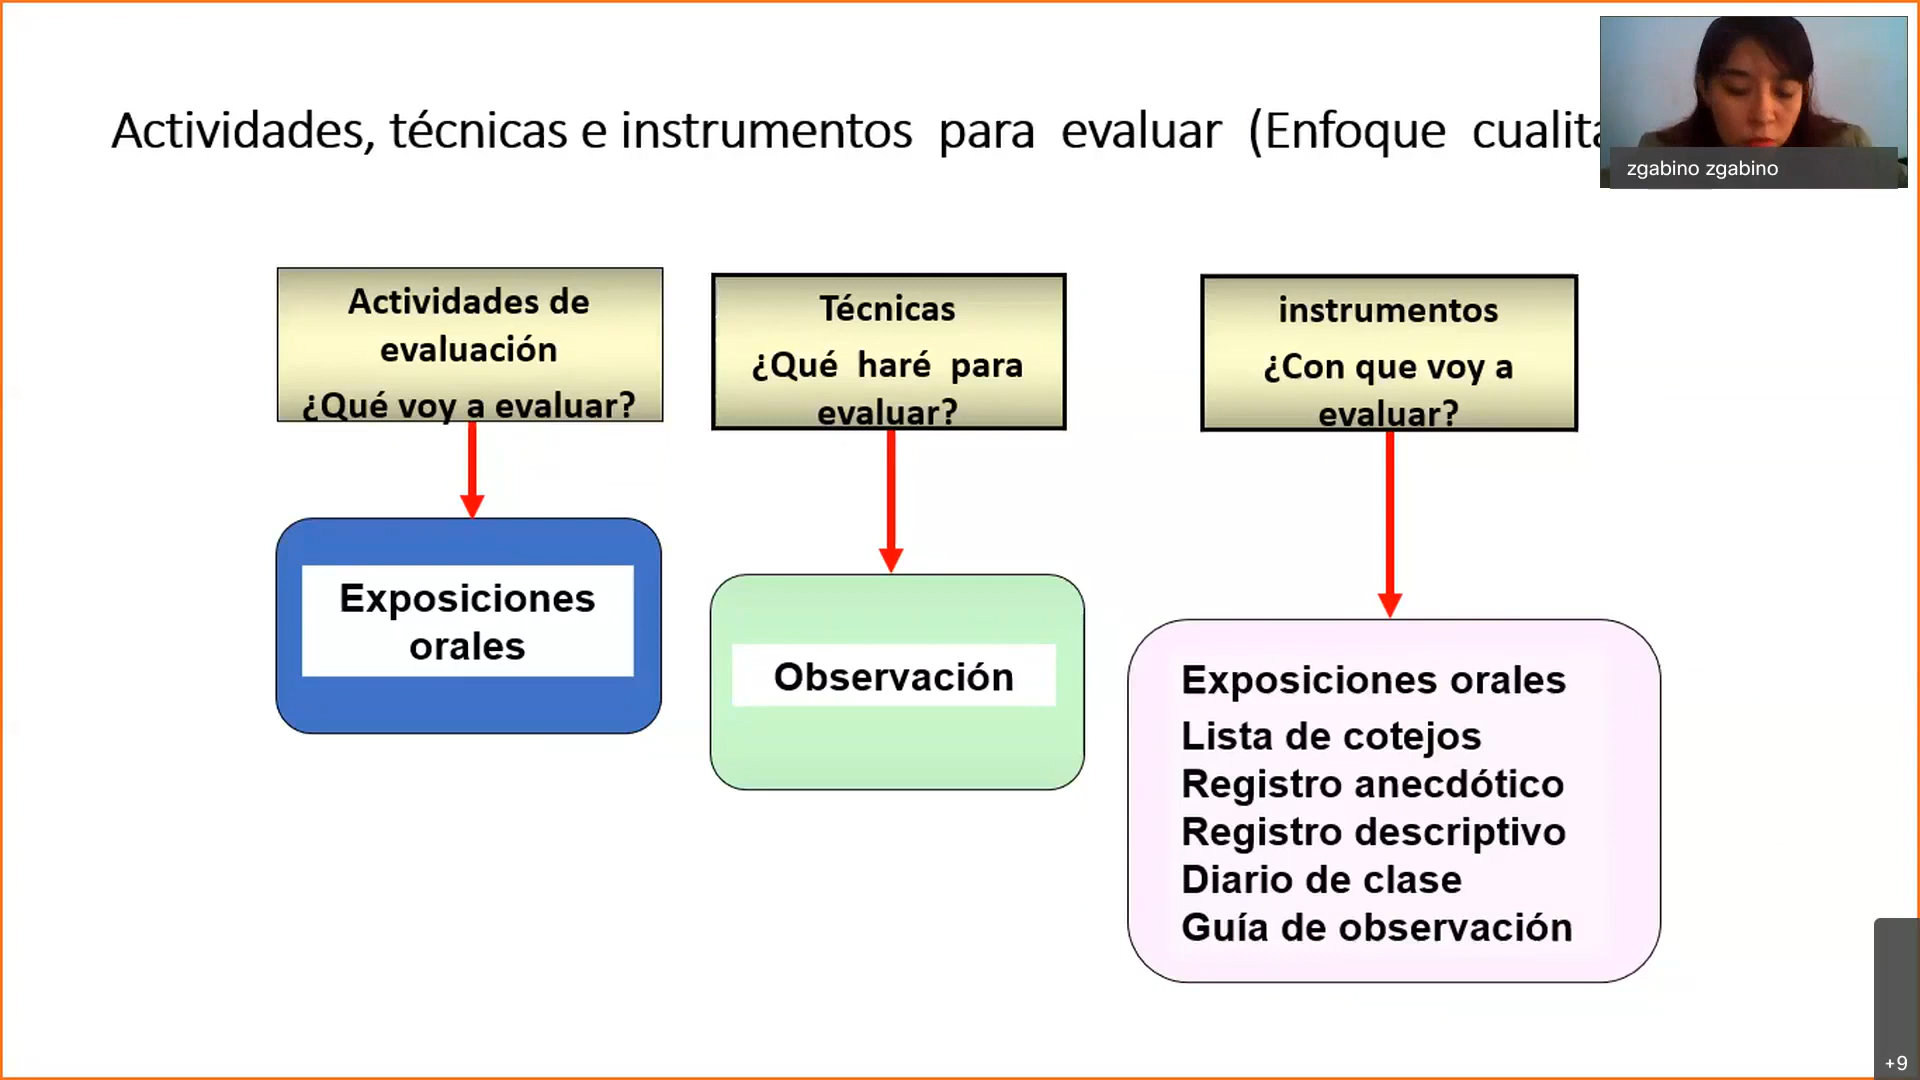 Actividades, técnicas e instrumentos para evaluar (Enfoque
zgabino zgabino
Actividades de
evaluación
¿Qué voy a evaluar?
Técnicas
¿Qué haré para
evaluar?
instrumentos
¿Con que voy a
evaluar?
Exposiciones
orales
Observación
Exposiciones orales
Lista de cotejos
Registro anecdótico
Registro descriptivo
Diario de clase
Guía de observación
+9